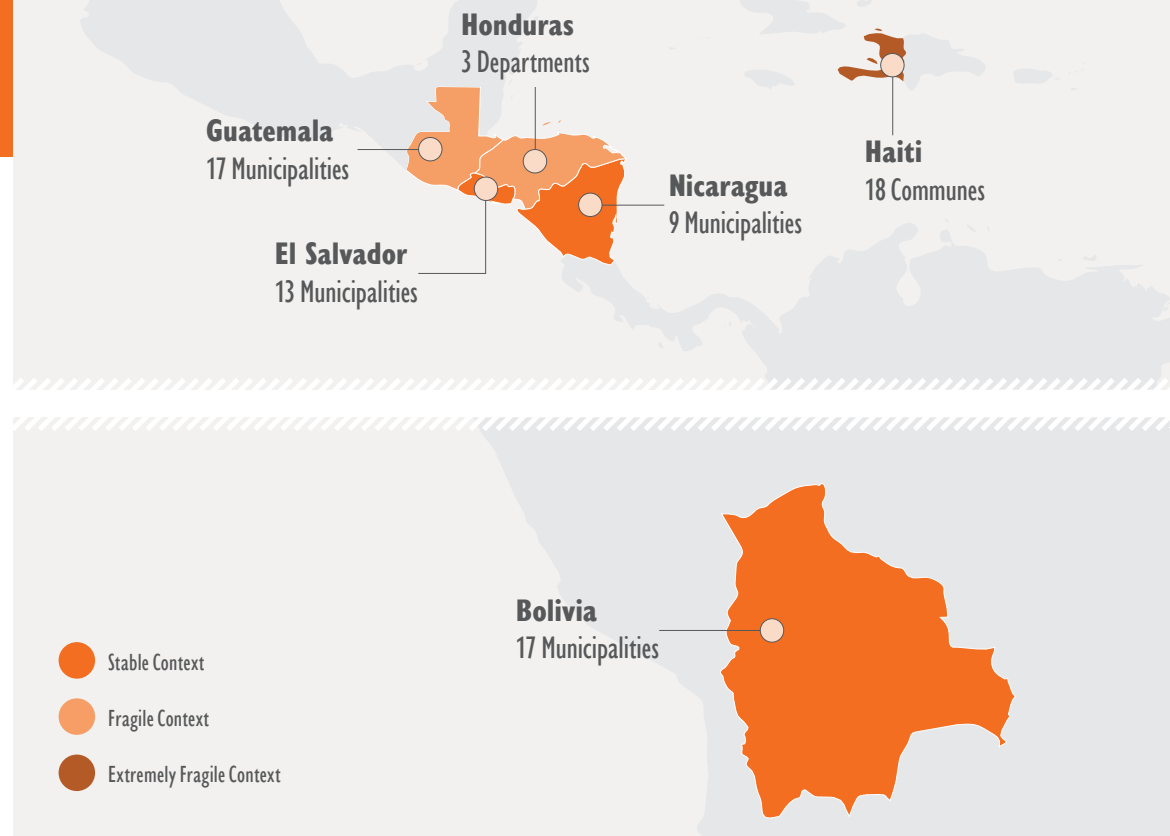 Honduras
3 Departments
Guatemala
17 Municipalities
Haiti
18 Communes
Nicaragua
9 Municipalities
El Salvador
13 Municipalities
Bolivia
17 Municipalities
Stable Context
Fragile Context
Extremely Fragile Context